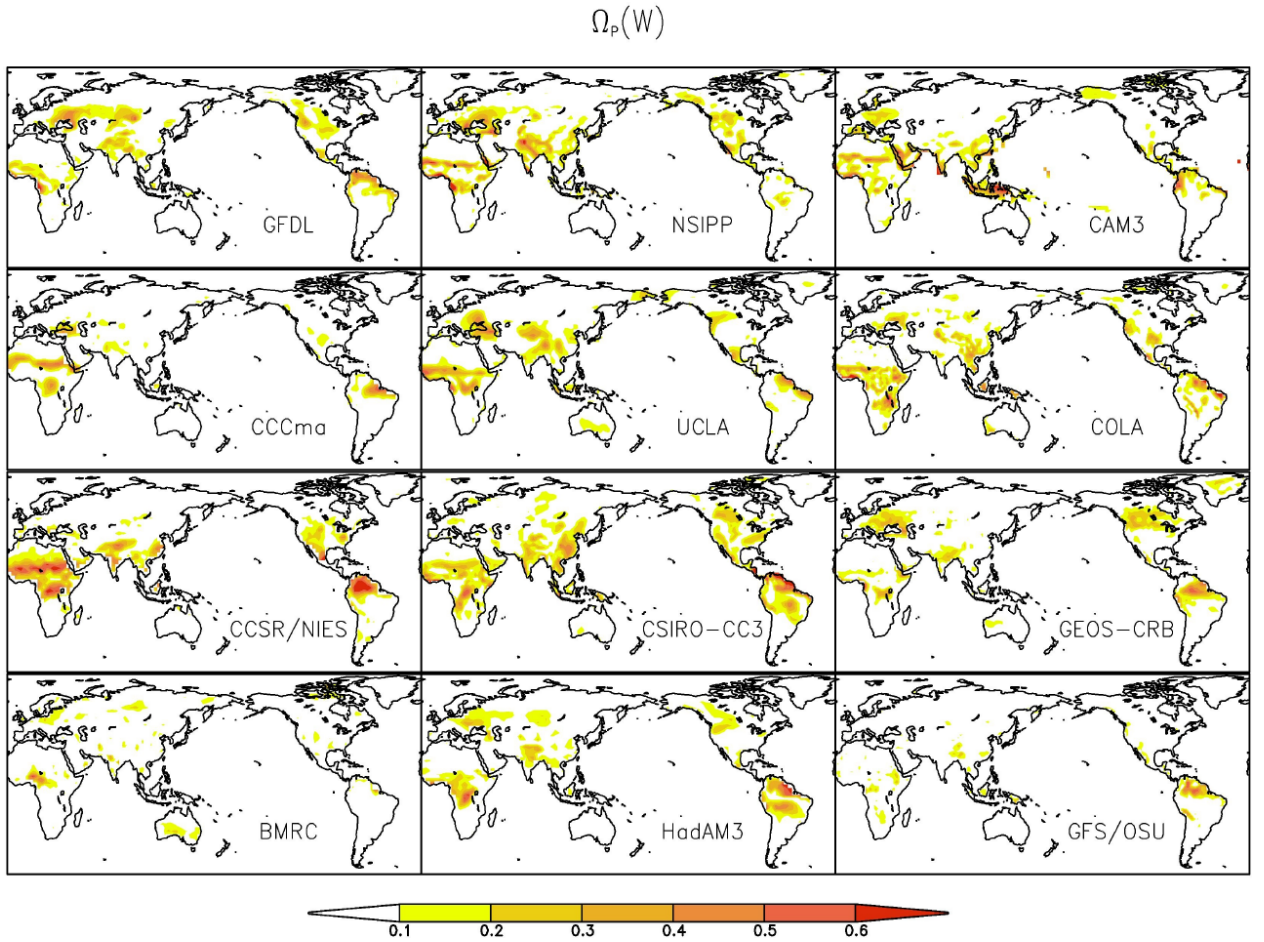 Ωₚ(W)
GFDL
NSIPP
CAM3
CCCma
UCLA
COLA
CCSR/NIES
CSIRO-CC3
GEOS-CRB
BMRC
HadAM3
GFS/OSU
0.1 0.2 0.3 0.4 0.5 0.6